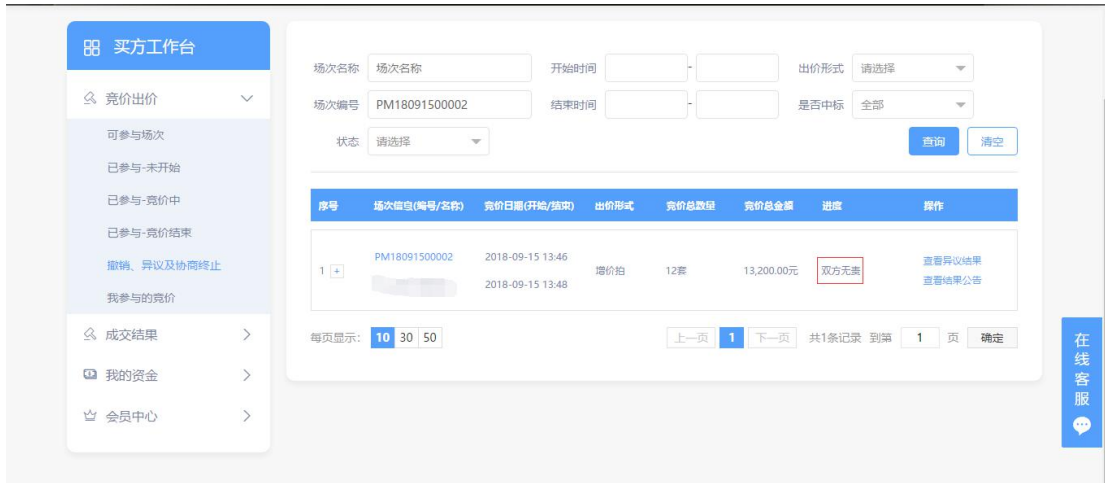 买方工作台
竞价出价
可参与场次
已参与-未开始
已参与-竞价中
已参与-竞价结束
撤销、异议及协商终止
我参与的竞价
成交结果
我的资金
会员中心
场次名称 场次名称 开始时间 - 出价形式 请选择
场次编号 PM18091500002 结束时间 - 是否中标 全部
状态 请选择 查询 清空
序号 场次信息(编号/名称) 竞价日期(开始/结束) 出价形式 竞价总数量 竞价总金额 进度 操作
PM18091500002 2018-09-15 13:46 查看异议结果
1 + 增价拍 12套 13,200.00元 双方无责
2018-09-15 13:48 查看结果公告
每页显示: 10 30 50 上一页 1 下一页 共1条记录 到第 1 页 确定
在线客服